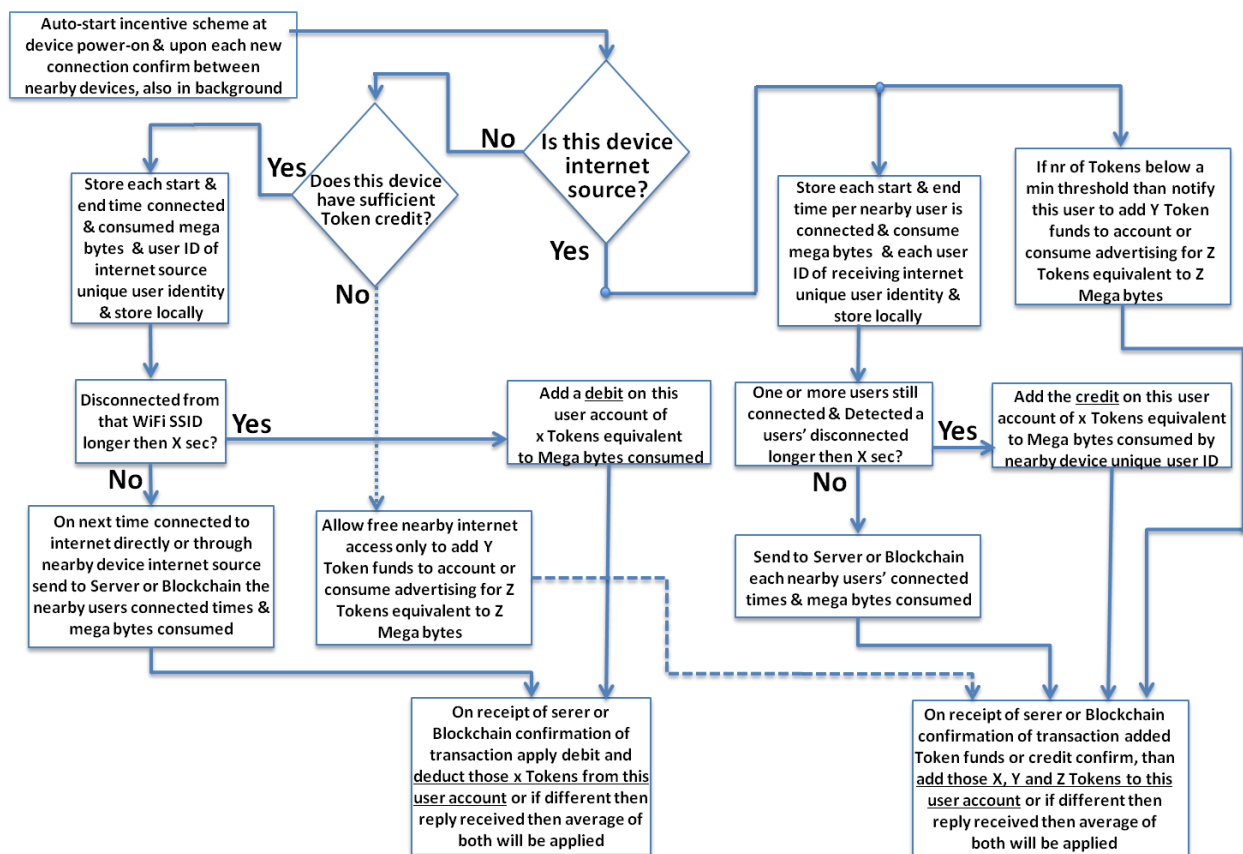 Auto-start incentive scheme at
device power-on & upon each new
connection confirm between
nearby devices, also in background
Is this device
internet
source?
No
Yes
Does this device
have sufficient
Token credit?
Yes
No
Store each start &
end time connected
& consumed mega
bytes & user ID of
internet source
unique user identity
& store locally
Store each start & end
time per nearby user is
connected & consume
mega bytes & each user
ID of receiving internet
unique user identity &
store locally
If nr of Tokens below a
min threshold than notify
this user to add Y Token
funds to account or
consume advertising for Z
Tokens equivalent to Z
Mega bytes
Disconnected from
that WiFi SSID
longer then X sec?
Yes
No
Add a debit on this
user account of
x Tokens equivalent
to Mega bytes consumed
One or more users still
connected & Detected a
users' disconnected
longer then X sec?
Yes
No
Add the credit on this user
account of x Tokens equivalent
to Mega bytes consumed by
nearby device unique user ID
On next time connected to
internet directly or through
nearby device internet source
send to Server or Blockchain the
nearby users connected times &
mega bytes consumed
Allow free nearby internet
access only to add Y
Token funds to account or
consume advertising for Z
Tokens equivalent to Z
Mega bytes
Send to Server or Blockchain
each nearby users' connected
times & mega bytes consumed
On receipt of serer or
Blockchain confirmation of
transaction apply debit and
deduct those x Tokens from this
user account or if different then
reply received then average of
both will be applied
On receipt of serer or Blockchain
confirmation of transaction added
Token funds or credit confirm, than
add those X, Y and Z Tokens to this
user account or if different then
reply received then average of
both will be applied